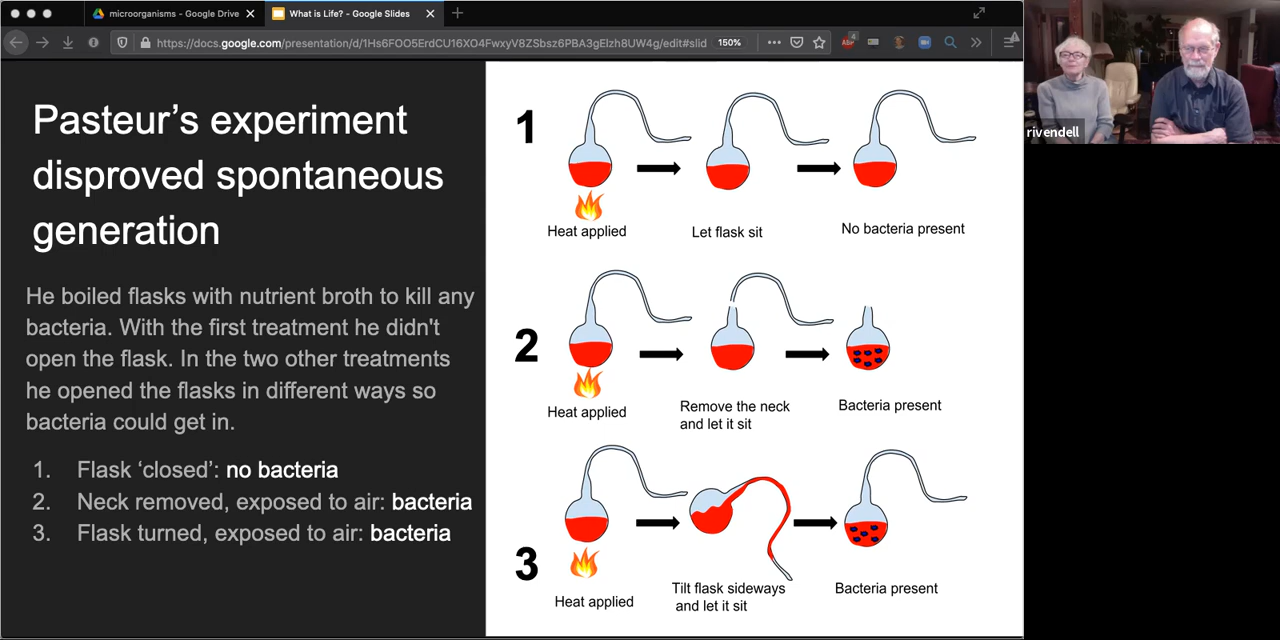 microorganisms - Google Drive
What is Life? - Google Slides
https://docs.google.com/presentation/d/1Hs6FOO5ErdCU16XO4FwxyV8ZSbsz6PBA3gElzh8UW4g/edit#slid
150%
Pasteur's experiment
disproved spontaneous
generation
He boiled flasks with nutrient broth to kill any
bacteria. With the first treatment he didn't
open the flask. In the two other treatments
he opened the flasks in different ways so
bacteria could get in.
1. Flask 'closed': no bacteria
2. Neck removed, exposed to air: bacteria
3. Flask turned, exposed to air: bacteria
1
Heat applied
Let flask sit
No bacteria present
2
Heat applied
Remove the neck
and let it sit
Bacteria present
3
Heat applied
Tilt flask sideways
and let it sit
Bacteria present
rivendell